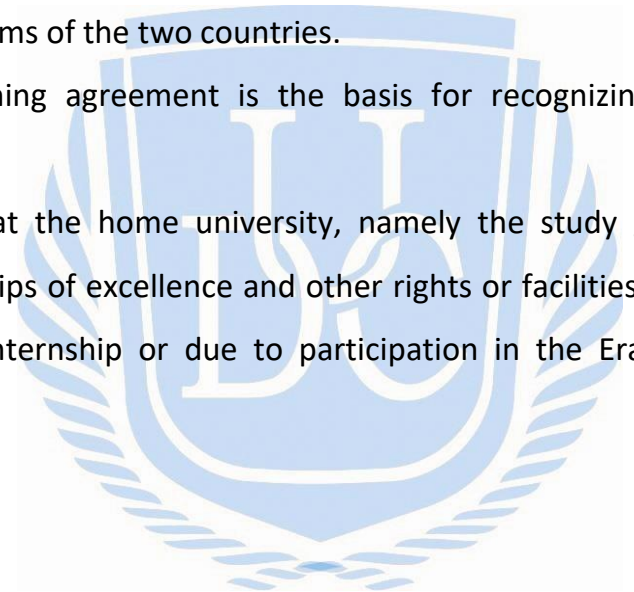 ms of the two countries.
ning agreement is the basis for recognizin
at the home university, namely the study
ips of excellence and other rights or facilities
nternship or due to participation in the Era
U
DC